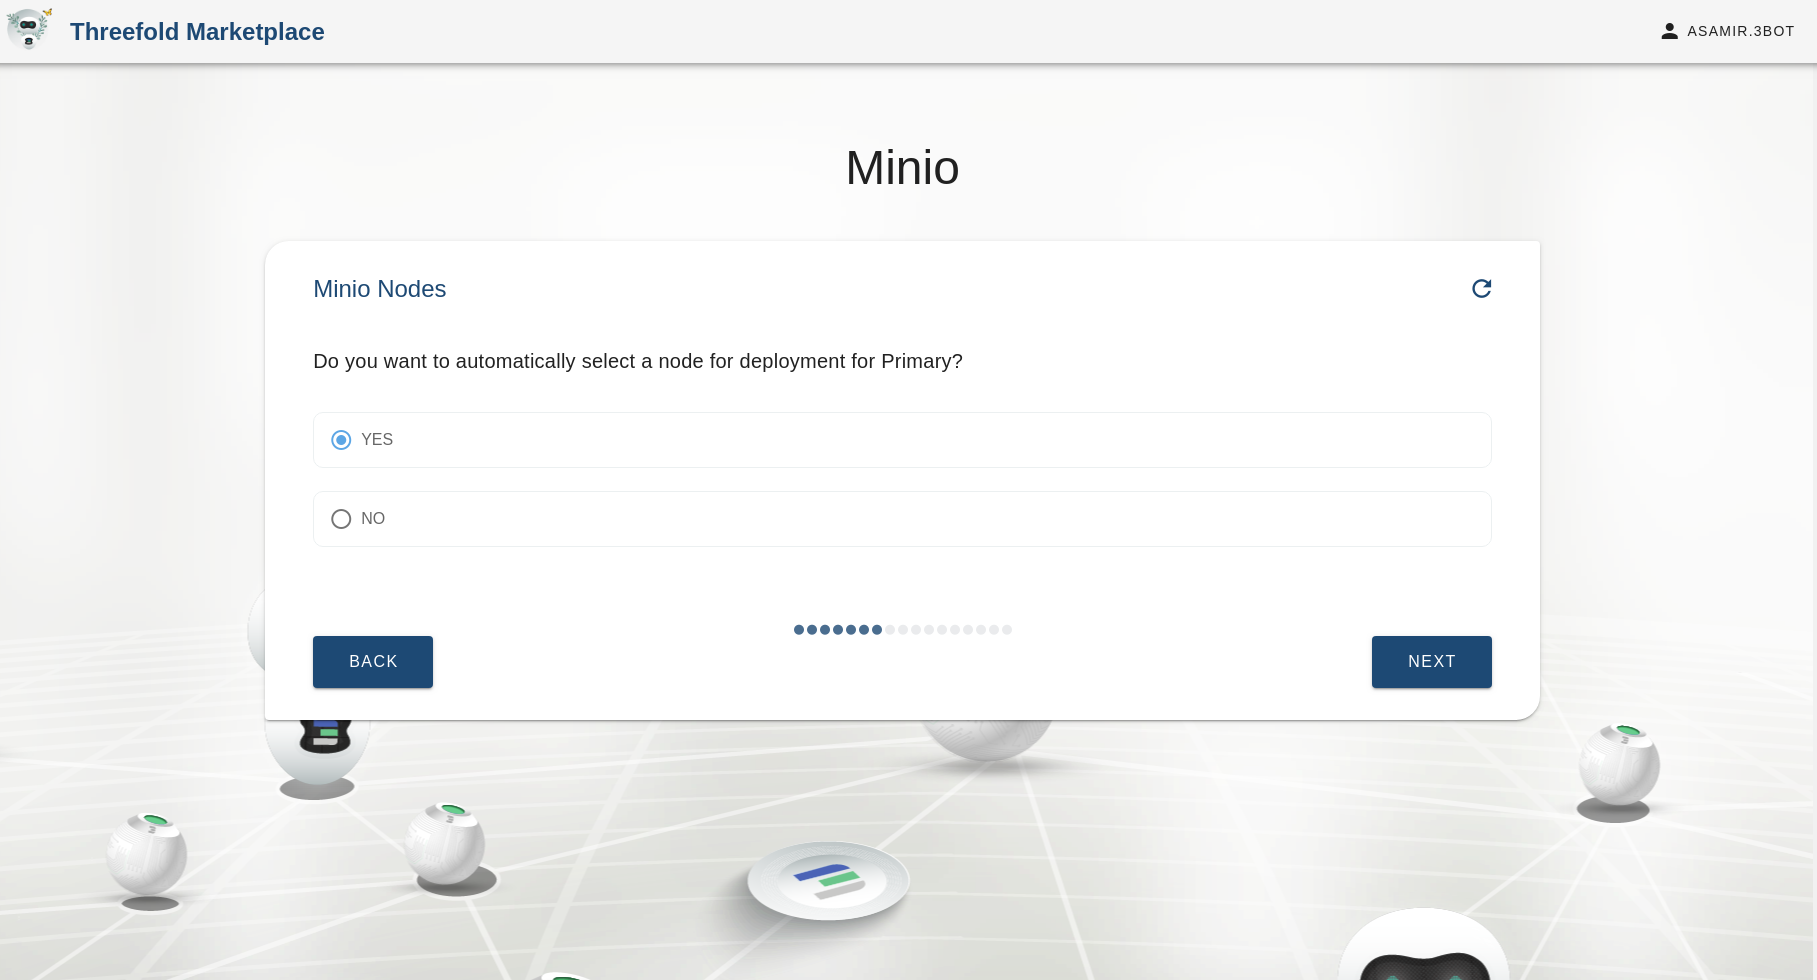 Threefold Marketplace
ASAMIR.3BOT
Minio
Minio Nodes
Do you want to automatically select a node for deployment for Primary?
YES
NO
BACK
NEXT